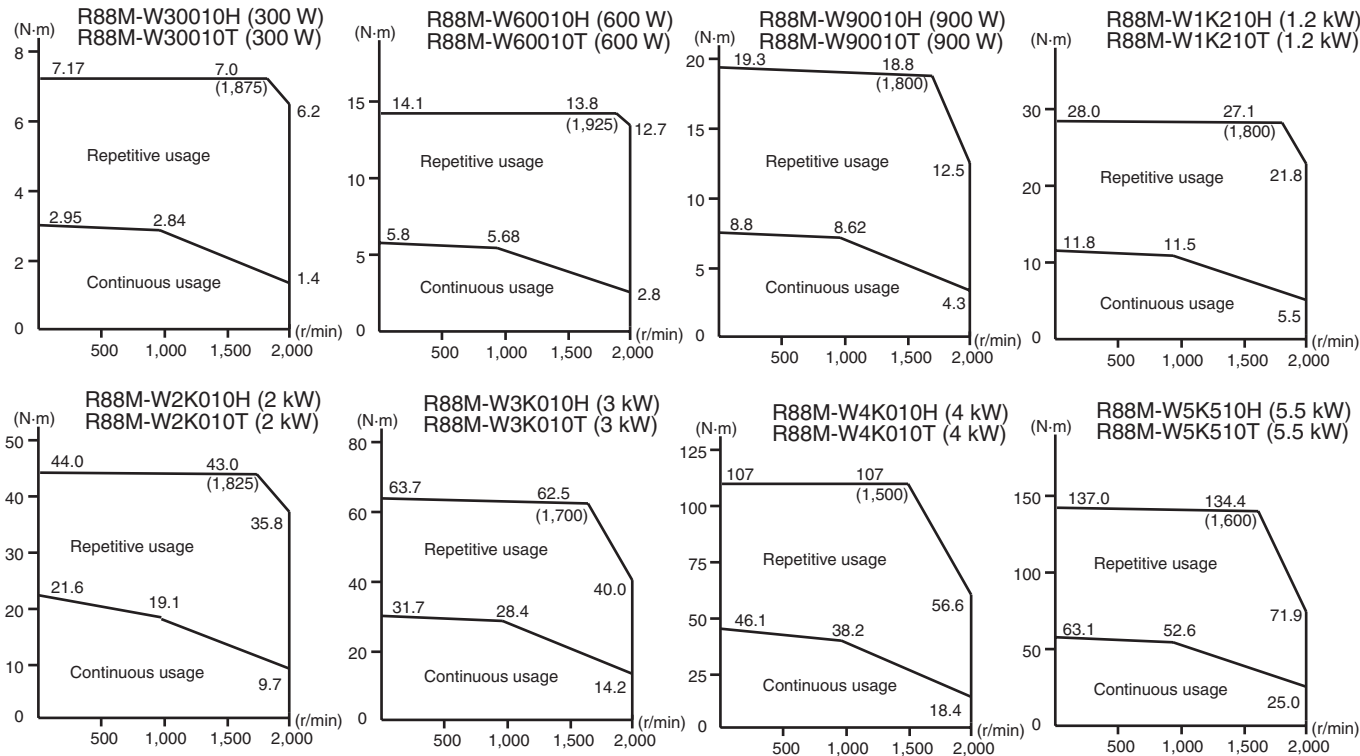 R88M-W30010H (300 W)
R88M-W30010T (300 W)
(N·m)
8
7.17
7.0
(1,875)
6.2
6
Repetitive usage
4
2.95
2.84
2
Continuous usage
1.4
0
(r/min)
500
1,000
1,500
2,000
R88M-W60010H (600 W)
R88M-W60010T (600 W)
(N·m)
15
14.1
13.8
(1,925)
12.7
Repetitive usage
10
5.8
5.68
5
Continuous usage
2.8
0
(r/min)
500
1,000
1,500
2,000
R88M-W90010H (900 W)
R88M-W90010T (900 W)
(N·m)
20
19.3
18.8
(1,800)
15
Repetitive usage
12.5
10
8.8
8.62
5
Continuous usage
4.3
0
(r/min)
500
1,000
1,500
2,000
R88M-W1K210H (1.2 kW)
R88M-W1K210T (1.2 kW)
(N·m)
30
28.0
27.1
(1,800)
Repetitive usage
21.8
20
11.8
11.5
10
Continuous usage
5.5
0
(r/min)
500
1,000
1,500
2,000
R88M-W2K010H (2 kW)
R88M-W2K010T (2 kW)
(N·m)
50
44.0
43.0
(1,825)
40
35.8
Repetitive usage
30
21.6
19.1
20
Continuous usage
10
9.7
0
(r/min)
500
1,000
1,500
2,000
R88M-W3K010H (3 kW)
R88M-W3K010T (3 kW)
(N·m)
80
63.7
62.5
(1,700)
60
Repetitive usage
40
40.0
31.7
28.4
20
Continuous usage
14.2
0
(r/min)
500
1,000
1,500
2,000
R88M-W4K010H (4 kW)
R88M-W4K010T (4 kW)
(N·m)
125
107
107
(1,500)
100
75
Repetitive usage
56.6
50
46.1
38.2
25
Continuous usage
18.4
0
(r/min)
500
1,000
1,500
2,000
R88M-W5K510H (5.5 kW)
R88M-W5K510T (5.5 kW)
(N·m)
150
137.0
134.4
(1,600)
100
Repetitive usage
71.9
63.1
52.6
50
Continuous usage
25.0
0
(r/min)
500
1,000
1,500
2,000